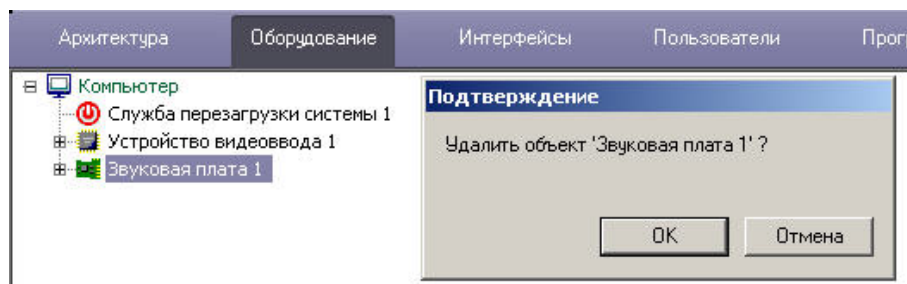 Архитектура Оборудование Интерфейсы Пользователи
Компьютер
Служба перезагрузки системы 1
Устройство видеоввода 1
Звуковая плата 1
Подтверждение
Удалить объект 'Звуковая плата 1' ?
OK Отмена